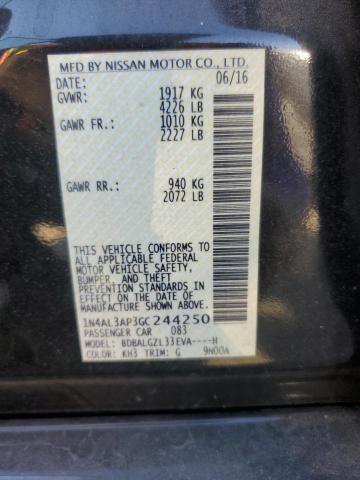 MFD BY NISSAN MOTOR CO., LTD.
DATE: 06/16
GVWR: 1917 KG
4226 LB
GAWR FR.: 1010 KG
2227 LB
GAWR RR.: 940 KG
2072 LB
THIS VEHICLE CONFORMS TO
ALL APPLICABLE FEDERAL
MOTOR VEHICLE SAFETY,
BUMPER, AND THEFT
PREVENTION STANDARDS IN
EFFECT ON THE DATE OF
MANUFACTURE SHOWN ABOVE.
1N4AL3AP3GC244250
PASSENGER CAR 083
MODEL: BDBALGZL33EVA----H
COLOR: KH3 TRIM: G 9N00A